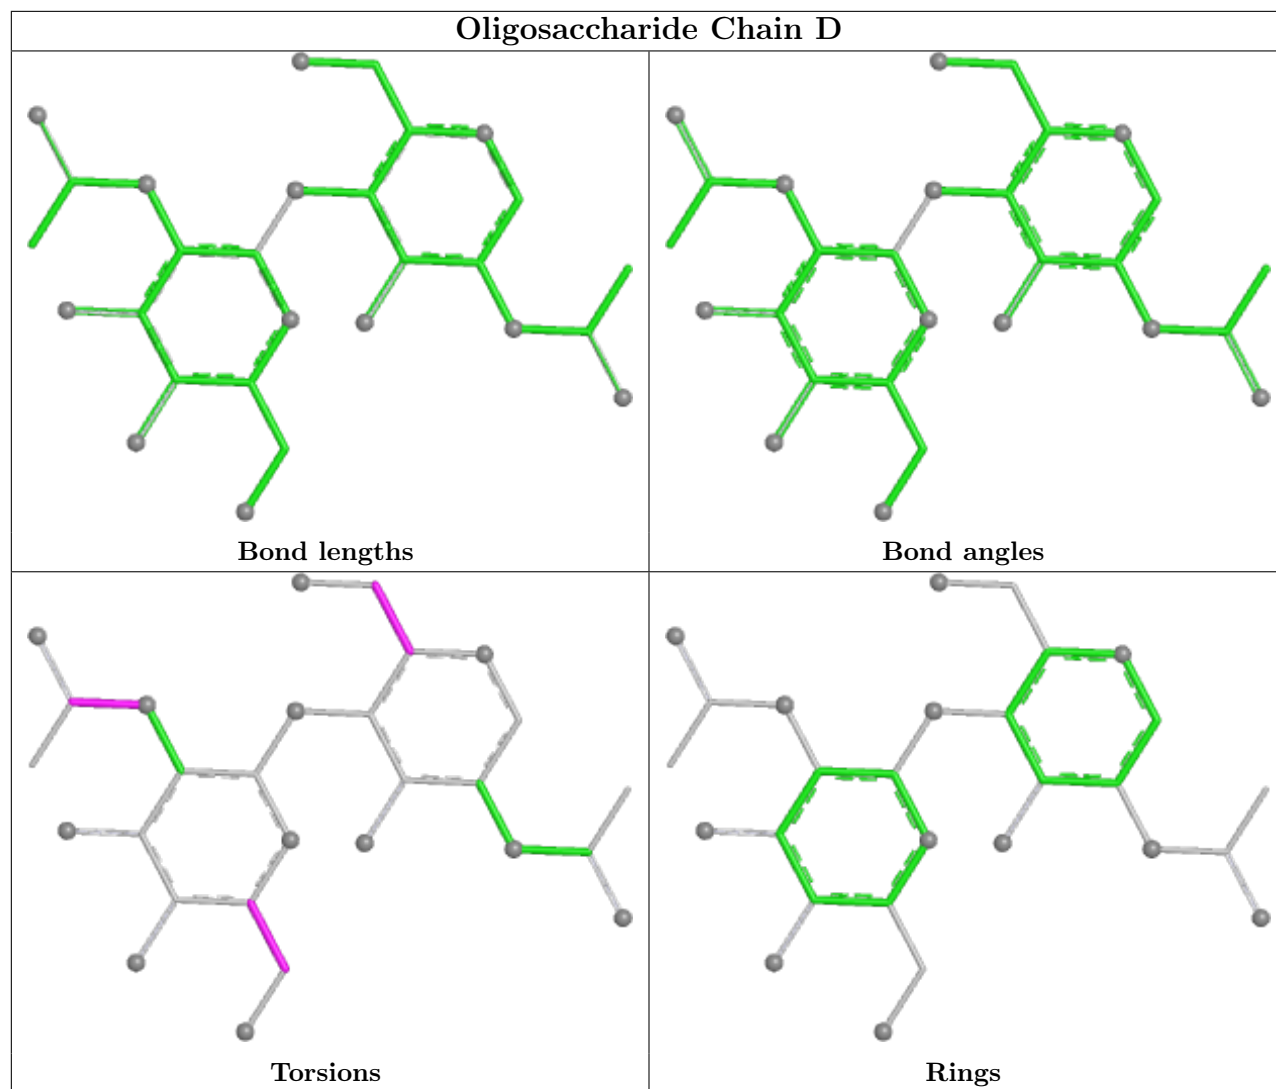 Oligosaccharide Chain D
Bond lengths
Bond angles
Torsions
Rings